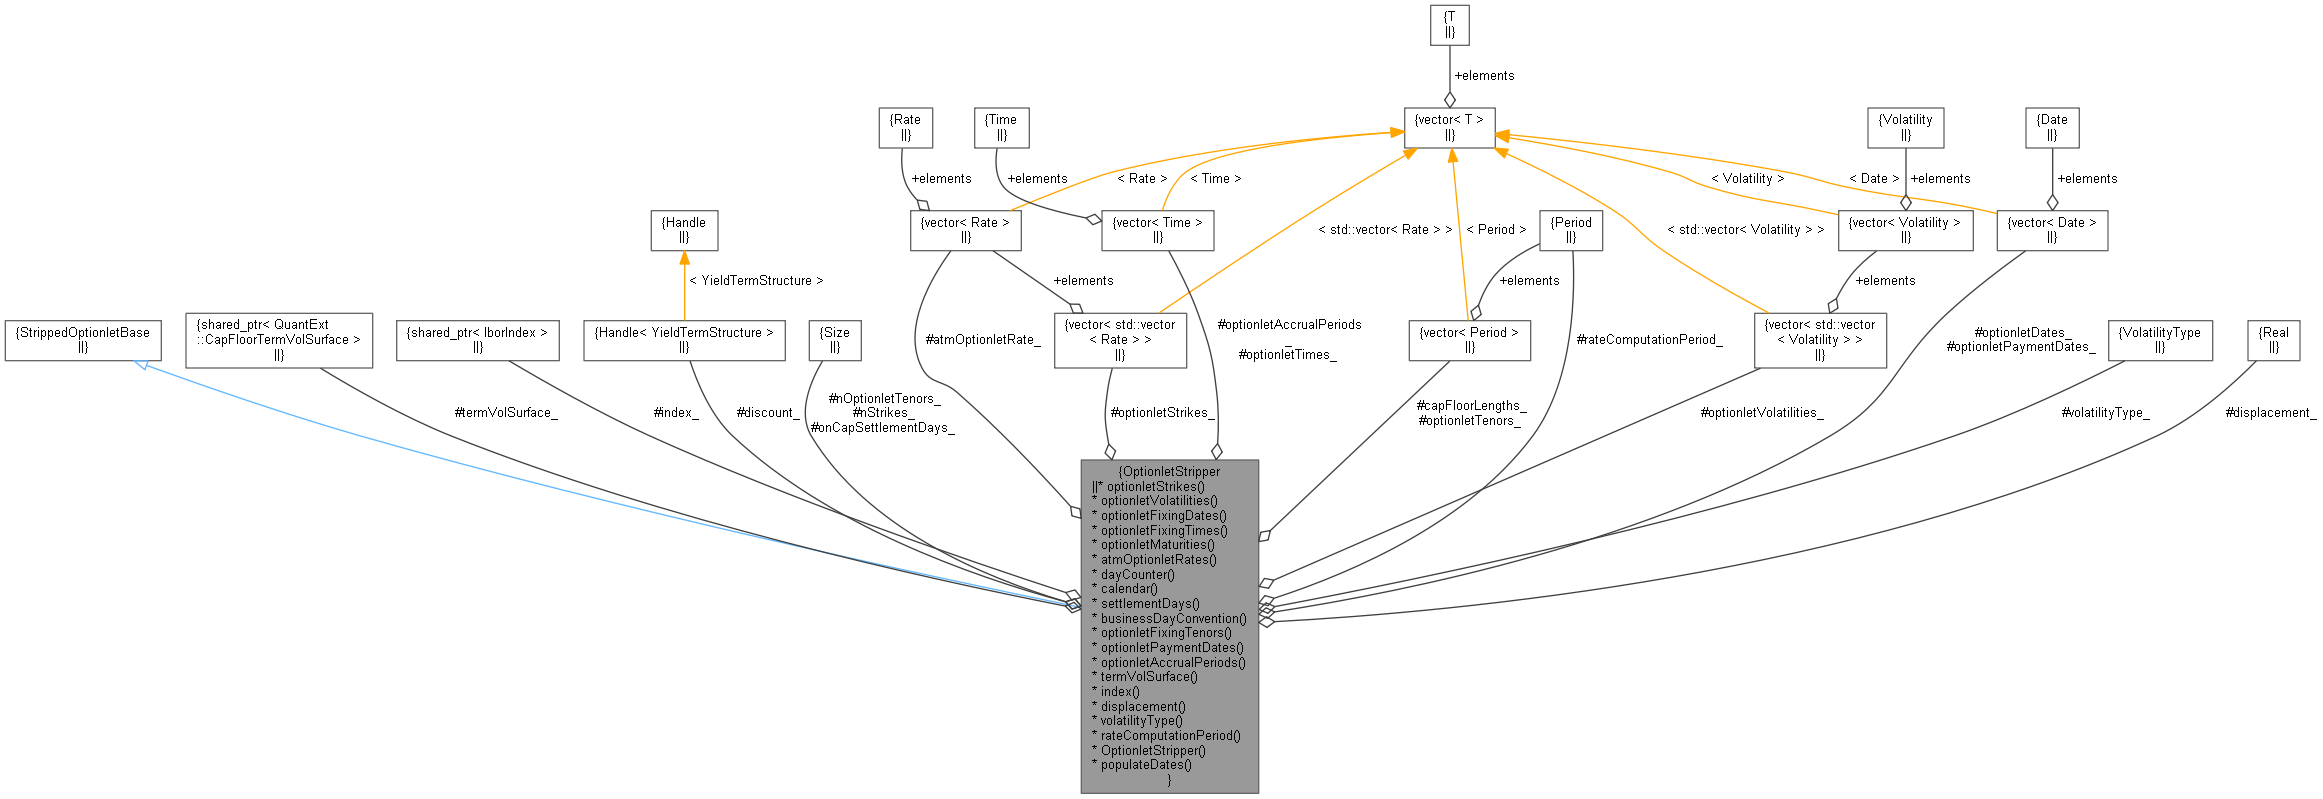 {T
||}
+elements
{Rate
||}
{Time
||}
{vector< T >
||}
{Volatility
||}
{Date
||}
+elements
+elements
< Rate >
< Time >
< Volatility >
< Date >
+elements
+elements
{Handle
||}
{vector< Rate >
||}
{vector< Time >
||}
< std::vector< Rate > >
< Period >
{Period
||}
< std::vector< Volatility > >
{vector< Volatility >
||}
{vector< Date >
||}
< YieldTermStructure >
+elements
+elements
+elements
{StrippedOptionletBase
||}
{shared_ptr< QuantExt
::CapFloorTermVolSurface >
||}
{shared_ptr< IborIndex >
||}
{Handle< YieldTermStructure >
||}
{Size
||}
#atmOptionletRate_
{vector< std::vector
< Rate > >
||}
#optionletAccrualPeriods
_
#optionletTimes_
{vector< Period >
||}
#rateComputationPeriod_
{vector< std::vector
< Volatility > >
||}
#optionletDates_
#optionletPaymentDates_
{VolatilityType
||}
{Real
||}
#termVolSurface_
#index_
#discount_
#nOptionletTenors_
#nStrikes_
#onCapSettlementDays_
#optionletStrikes_
#capFloorLengths_
#optionletTenors_
#optionletVolatilities_
#volatilityType_
#displacement_
{OptionletStripper
||* optionletStrikes()
* optionletVolatilities()
* optionletFixingDates()
* optionletFixingTimes()
* optionletMaturities()
* atmOptionletRates()
* dayCounter()
* calendar()
* settlementDays()
* businessDayConvention()
* optionletFixingTenors()
* optionletPaymentDates()
* optionletAccrualPeriods()
* termVolSurface()
* index()
* displacement()
* volatilityType()
* rateComputationPeriod()
* OptionletStripper()
* populateDates()
}